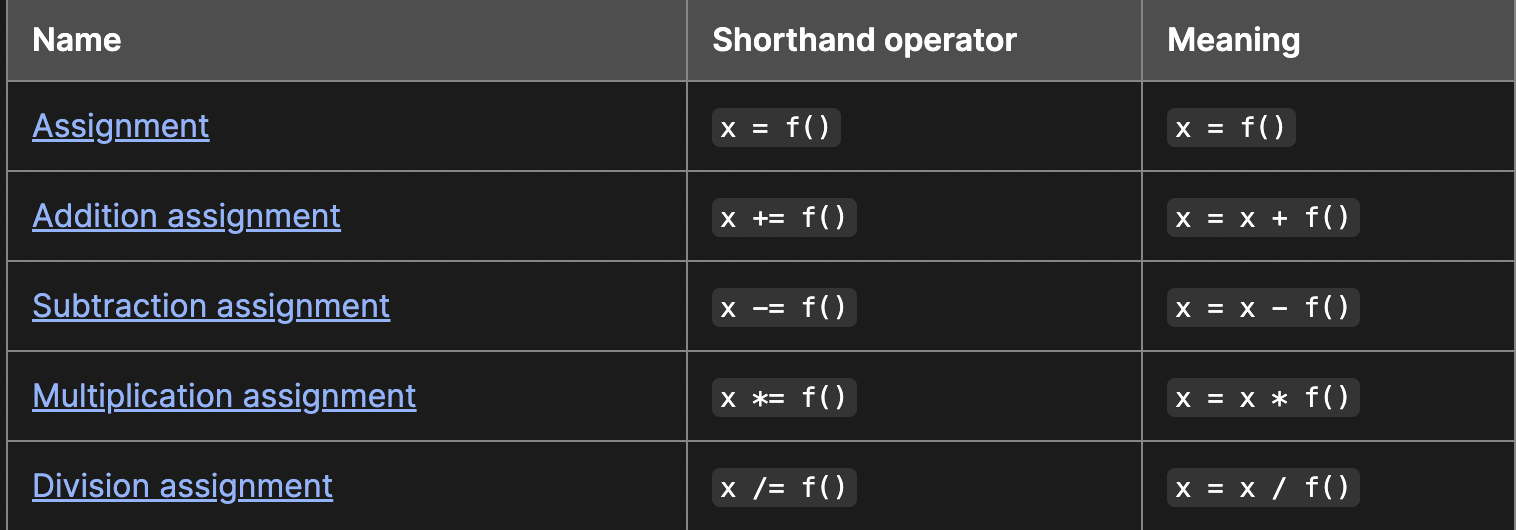 Name Shorthand operator Meaning
Assignment x = f() x = f()
Addition assignment x += f() x = x + f()
Subtraction assignment x -= f() x = x - f()
Multiplication assignment x *= f() x = x * f()
Division assignment x /= f() x = x / f()